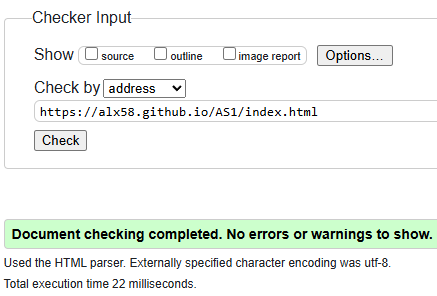 Checker Input
Show source outline image report Options...
Check by address
https://alx58.github.io/AS1/index.html
Check
Document checking completed. No errors or warnings to show.
Used the HTML parser. Externally specified character encoding was utf-8.
Total execution time 22 milliseconds.